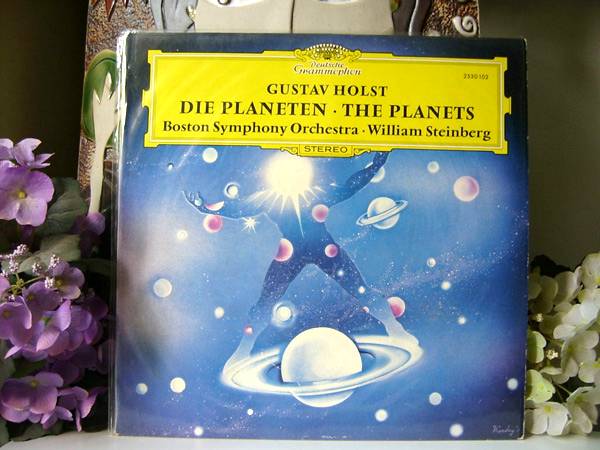 Deutsche
Grammophon
2530 102
GUSTAV HOLST
DIE PLANETEN · THE PLANETS
Boston Symphony Orchestra · William Steinberg
STEREO